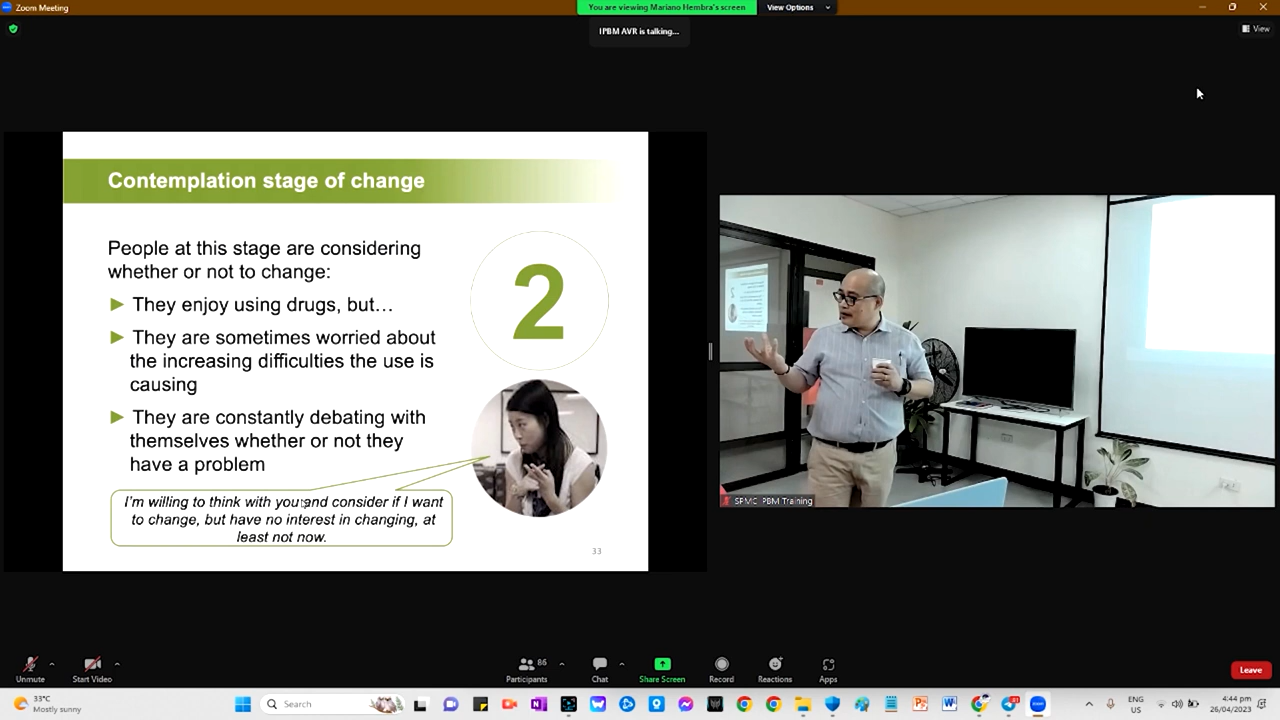 Zoom Meeting
You are viewing Mariano Hembra's screen
View Options
IPBM AVR is talking...
View
Contemplation stage of change
People at this stage are considering
whether or not to change:
They enjoy using drugs, but…
They are sometimes worried about
the increasing difficulties the use is
causing
They are constantly debating with
themselves whether or not they
have a problem
2
I'm willing to think with you and consider if I want
to change, but have no interest in changing, at
least not now.
33
SPMC_IPBM Training
Unmute
Start Video
86
Participants
Chat
Share Screen
Record
Reactions
Apps
Leave
33°C
Mostly sunny
Search
ENG
US
4:44 pm
26/04/2023